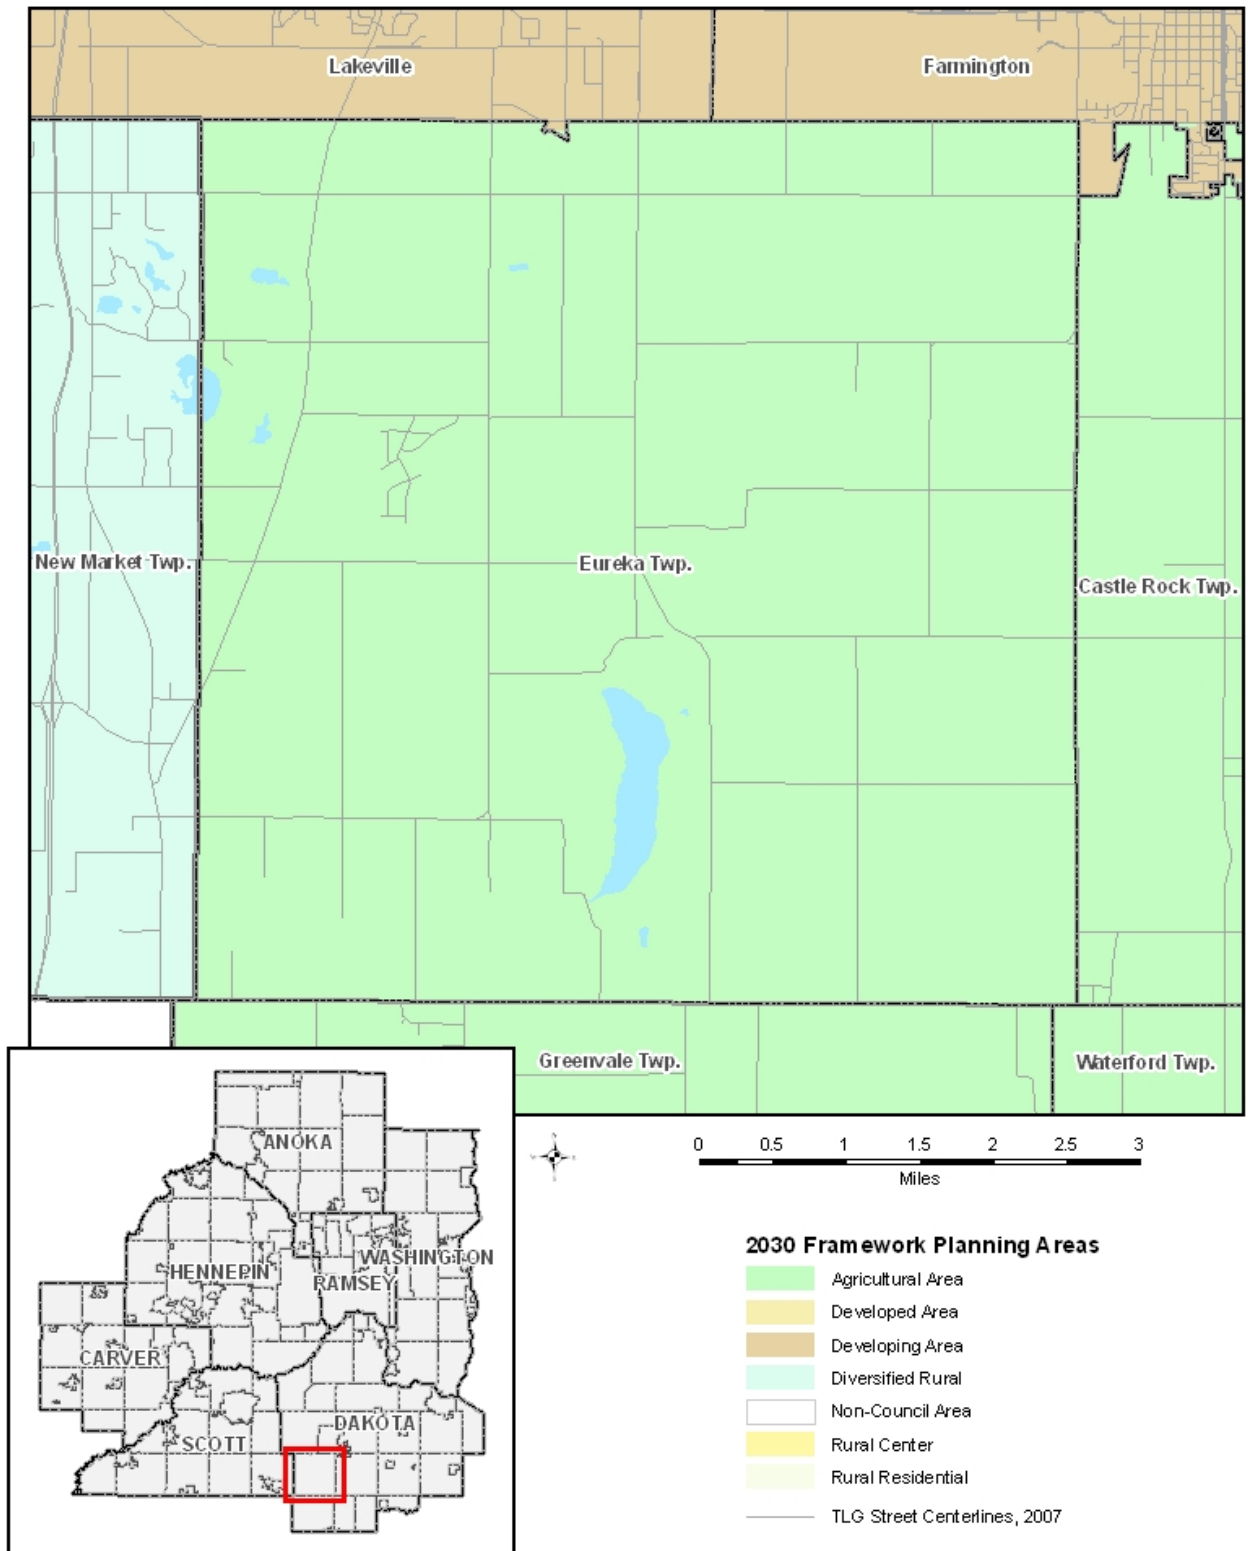 Lakeville
Farmington
New Market Twp.
Eureka Twp.
Castle Rock Twp.
Greenvale Twp.
Waterford Twp.
ANOKA
WASHINGTON
HENNEPIN
RAMSEY
CARVER
DAKOTA
SCOTT
0 0.5 1 1.5 2 2.5 3
Miles
2030 Framework Planning Areas
Agricultural Area
Developed Area
Developing Area
Diversified Rural
Non-Council Area
Rural Center
Rural Residential
TLG Street Centerlines, 2007